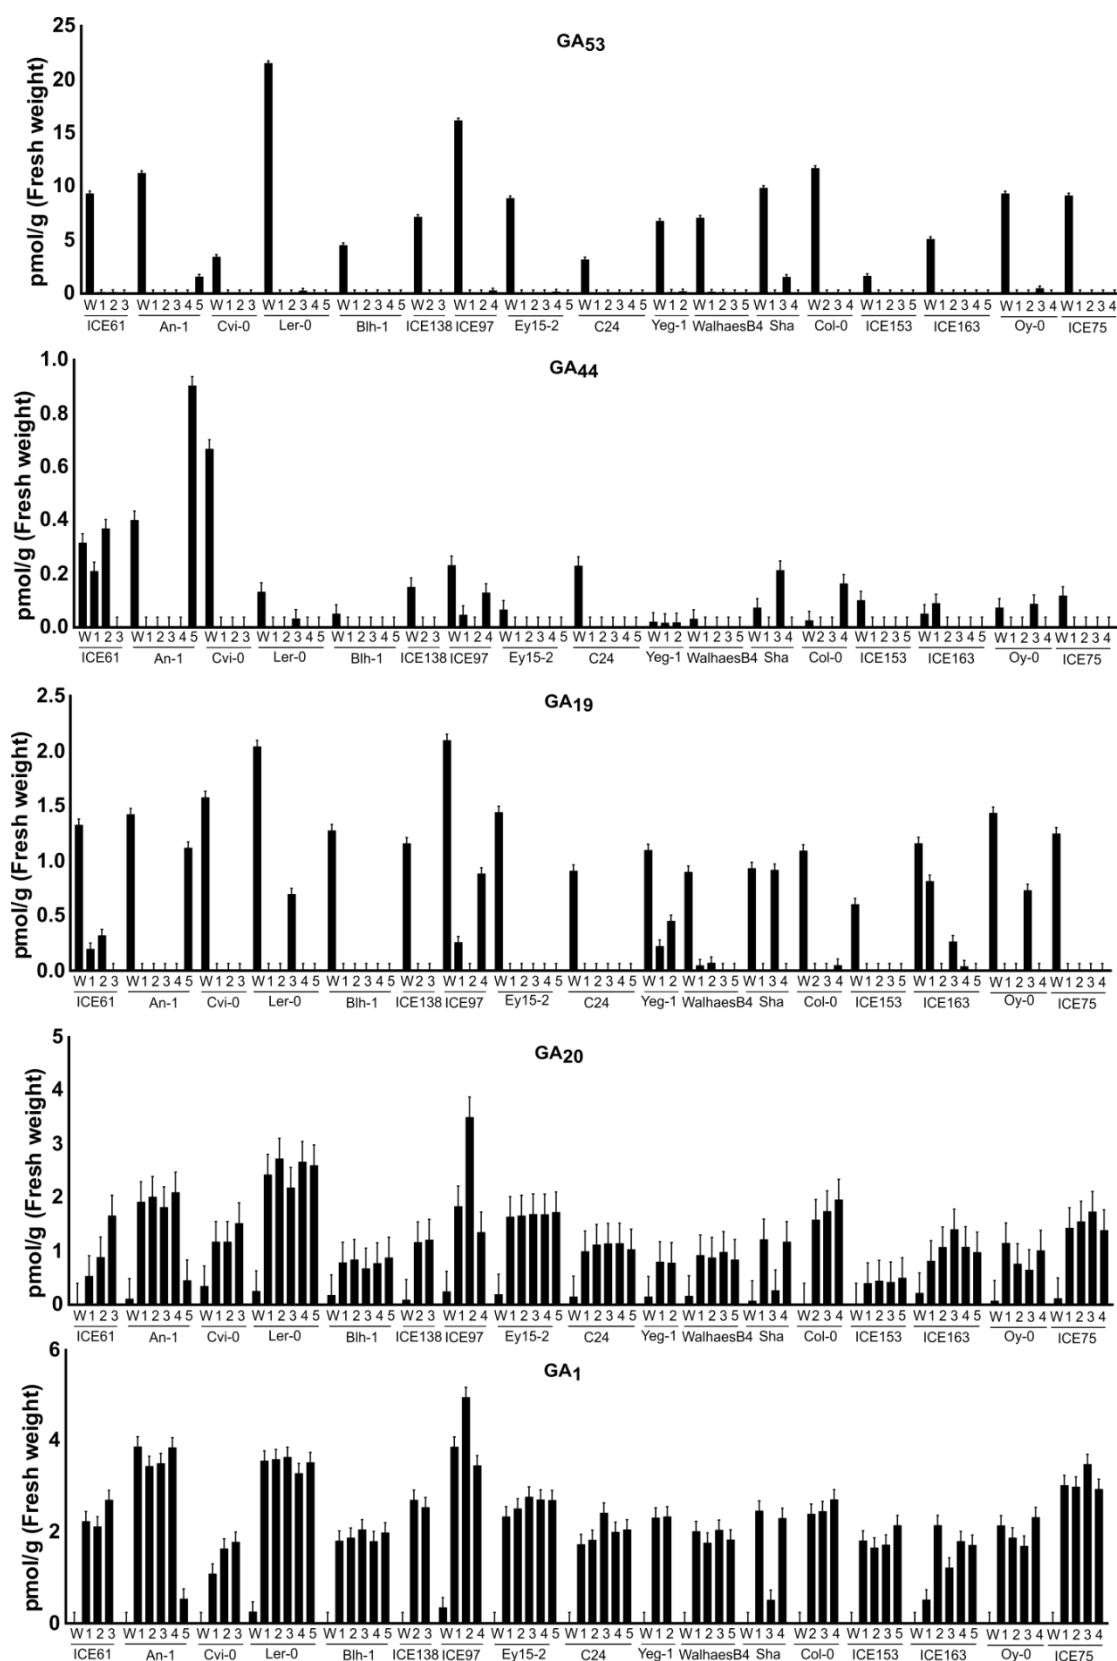 GA53
pmol/g (Fresh weight)
25
20
15
10
5
0
W 1 2 3 W 1 2 3 4 5 W 1 2 3 W 1 2 3 4 5 W 1 2 3 4 5 W 2 3 W 1 2 4 W 1 2 3 4 5 W 1 2 3 4 5 W 1 2 W 1 2 3 4 5 W 1 3 4 W 2 3 4 W 1 2 3 4 W 1 2 3 4 5 W 1 2 3 4 W 1 2 3 4
ICE61 An-1 Cvi-0 Ler-0 Blh-1 ICE138 ICE97 Ey15-2 C24 Yeg-1 WalhaesB4 Sha Col-0 ICE153 ICE163 Oy-0 ICE75
GA44
pmol/g (Fresh weight)
1.0
0.8
0.6
0.4
0.2
0.0
W 1 2 3 W 1 2 3 4 5 W 1 2 3 W 1 2 3 4 5 W 1 2 3 4 5 W 2 3 W 1 2 4 W 1 2 3 4 5 W 1 2 3 4 5 W 1 2 W 1 2 3 4 5 W 1 3 4 W 2 3 4 W 1 2 3 4 W 1 2 3 4 5 W 1 2 3 4 W 1 2 3 4
ICE61 An-1 Cvi-0 Ler-0 Blh-1 ICE138 ICE97 Ey15-2 C24 Yeg-1 WalhaesB4 Sha Col-0 ICE153 ICE163 Oy-0 ICE75
GA19
pmol/g (Fresh weight)
2.5
2.0
1.5
1.0
0.5
0.0
W 1 2 3 W 1 2 3 4 5 W 1 2 3 W 1 2 3 4 5 W 1 2 3 4 5 W 2 3 W 1 2 4 W 1 2 3 4 5 W 1 2 3 4 5 W 1 2 W 1 2 3 4 5 W 1 3 4 W 2 3 4 W 1 2 3 4 W 1 2 3 4 5 W 1 2 3 4 W 1 2 3 4
ICE61 An-1 Cvi-0 Ler-0 Blh-1 ICE138 ICE97 Ey15-2 C24 Yeg-1 WalhaesB4 Sha Col-0 ICE153 ICE163 Oy-0 ICE75
GA20
pmol/g (Fresh weight)
5
4
3
2
1
0
W 1 2 3 W 1 2 3 4 5 W 1 2 3 W 1 2 3 4 5 W 1 2 3 4 5 W 2 3 W 1 2 4 W 1 2 3 4 5 W 1 2 3 4 5 W 1 2 W 1 2 3 4 5 W 1 3 4 W 2 3 4 W 1 2 3 4 W 1 2 3 4 5 W 1 2 3 4 W 1 2 3 4
ICE61 An-1 Cvi-0 Ler-0 Blh-1 ICE138 ICE97 Ey15-2 C24 Yeg-1 WalhaesB4 Sha Col-0 ICE153 ICE163 Oy-0 ICE75
GA1
pmol/g (Fresh weight)
6
4
2
0
W 1 2 3 W 1 2 3 4 5 W 1 2 3 W 1 2 3 4 5 W 1 2 3 4 5 W 2 3 W 1 2 4 W 1 2 3 4 5 W 1 2 3 4 5 W 1 2 W 1 2 3 4 5 W 1 3 4 W 2 3 4 W 1 2 3 4 W 1 2 3 4 5 W 1 2 3 4 W 1 2 3 4
ICE61 An-1 Cvi-0 Ler-0 Blh-1 ICE138 ICE97 Ey15-2 C24 Yeg-1 WalhaesB4 Sha Col-0 ICE153 ICE163 Oy-0 ICE75